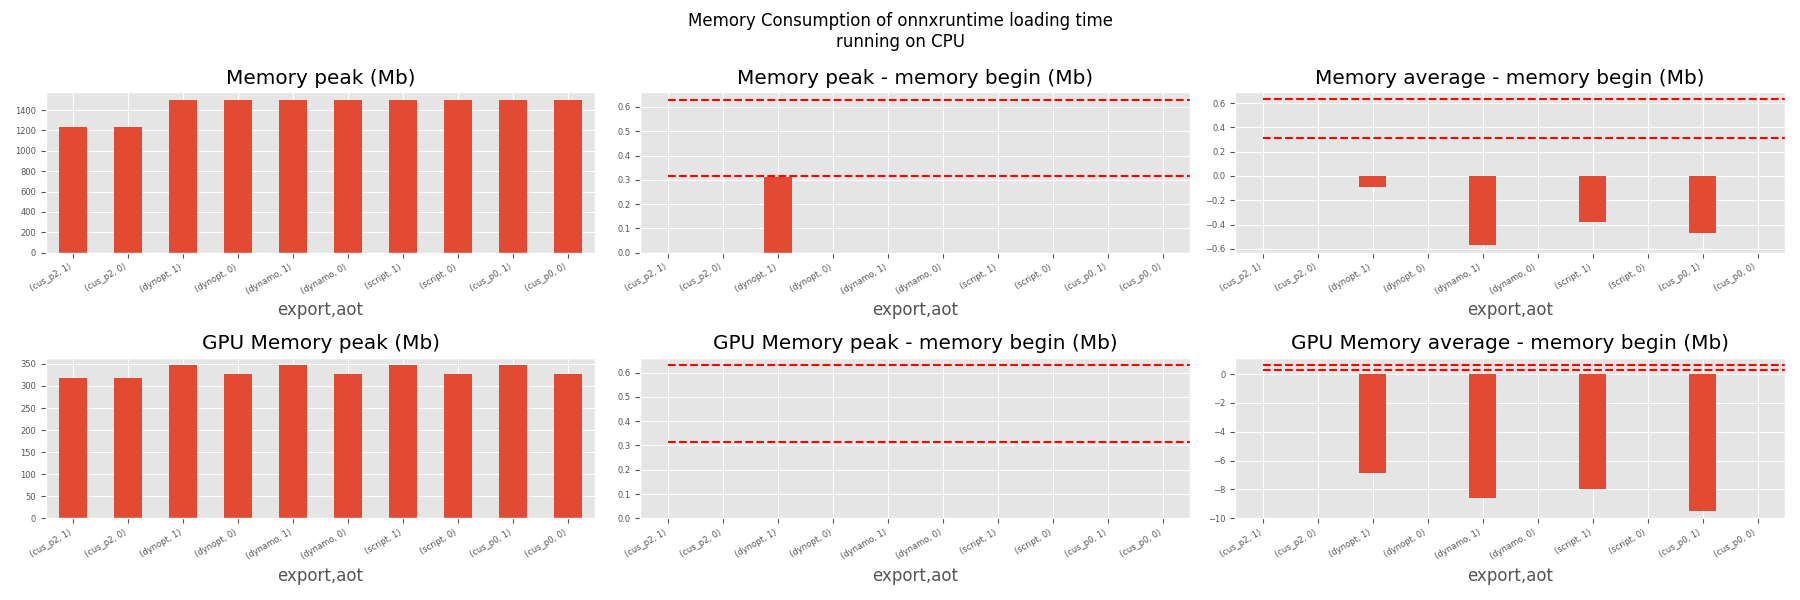 Memory Consumption of onnxruntime loading time
running on CPU
Memory peak (Mb)
1400
1200
1000
800
600
400
200
0
(cus_p2, 1)
(cus_p2, 0)
(dynopt, 1)
(dynopt, 0)
(dynamo, 1)
(dynamo, 0)
(script, 1)
(script, 0)
(cus_p0, 1)
(cus_p0, 0)
export,aot
Memory peak - memory begin (Mb)
0.6
0.5
0.4
0.3
0.2
0.1
0.0
(cus_p2, 1)
(cus_p2, 0)
(dynopt, 1)
(dynopt, 0)
(dynamo, 1)
(dynamo, 0)
(script, 1)
(script, 0)
(cus_p0, 1)
(cus_p0, 0)
export,aot
Memory average - memory begin (Mb)
0.6
0.4
0.2
0.0
−0.2
−0.4
−0.6
(cus_p2, 1)
(cus_p2, 0)
(dynopt, 1)
(dynopt, 0)
(dynamo, 1)
(dynamo, 0)
(script, 1)
(script, 0)
(cus_p0, 1)
(cus_p0, 0)
export,aot
GPU Memory peak (Mb)
350
300
250
200
150
100
50
0
(cus_p2, 1)
(cus_p2, 0)
(dynopt, 1)
(dynopt, 0)
(dynamo, 1)
(dynamo, 0)
(script, 1)
(script, 0)
(cus_p0, 1)
(cus_p0, 0)
export,aot
GPU Memory peak - memory begin (Mb)
0.6
0.5
0.4
0.3
0.2
0.1
0.0
(cus_p2, 1)
(cus_p2, 0)
(dynopt, 1)
(dynopt, 0)
(dynamo, 1)
(dynamo, 0)
(script, 1)
(script, 0)
(cus_p0, 1)
(cus_p0, 0)
export,aot
GPU Memory average - memory begin (Mb)
0
−2
−4
−6
−8
−10
(cus_p2, 1)
(cus_p2, 0)
(dynopt, 1)
(dynopt, 0)
(dynamo, 1)
(dynamo, 0)
(script, 1)
(script, 0)
(cus_p0, 1)
(cus_p0, 0)
export,aot